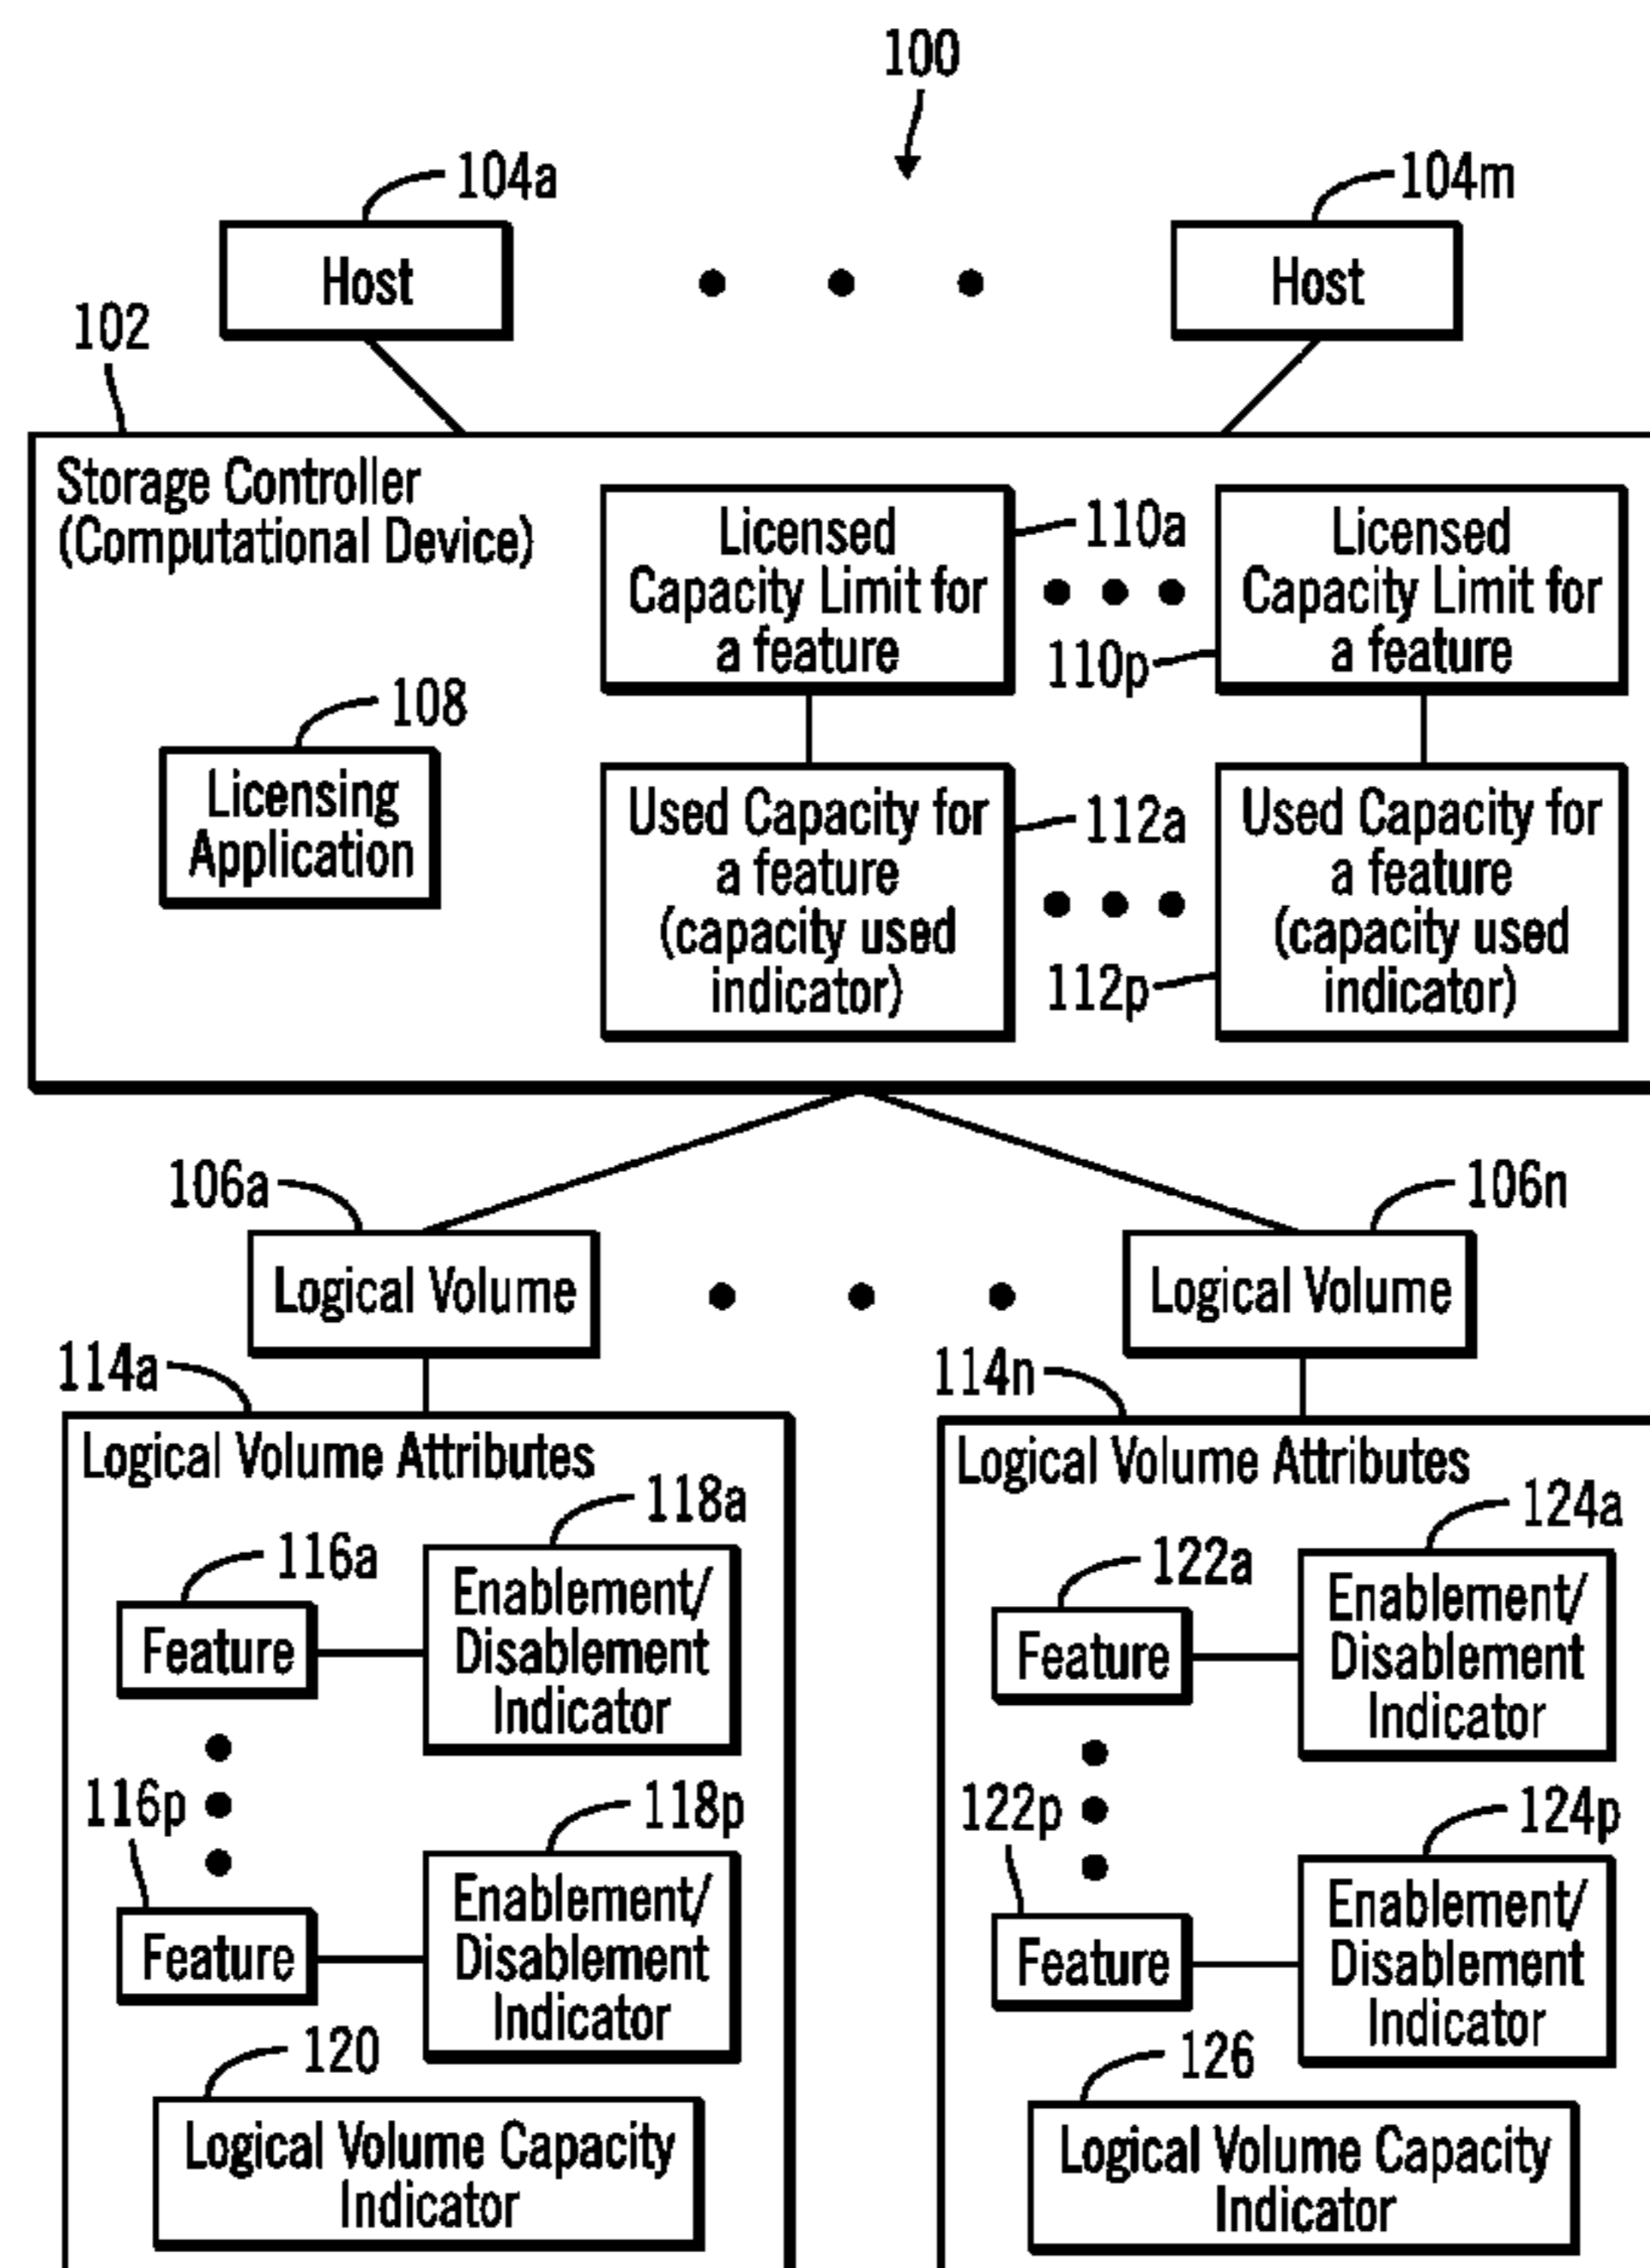 100
104a
104m
Host
Host
102
Storage Controller
(Computational Device)
Licensed
Capacity Limit for
a feature
110a
110p
Licensed
Capacity Limit for
a feature
108
Licensing
Application
Used Capacity for
a feature
(capacity used
indicator)
112a
112p
Used Capacity for
a feature
(capacity used
indicator)
106a
106n
Logical Volume
Logical Volume
114a
114n
Logical Volume Attributes
118a
116a
Enablement/
Disablement
Indicator
Feature
116p
118p
Feature
Enablement/
Disablement
Indicator
120
Logical Volume Capacity
Indicator
Logical Volume Attributes
124a
122a
Enablement/
Disablement
Indicator
Feature
122p
124p
Feature
Enablement/
Disablement
Indicator
126
Logical Volume Capacity
Indicator